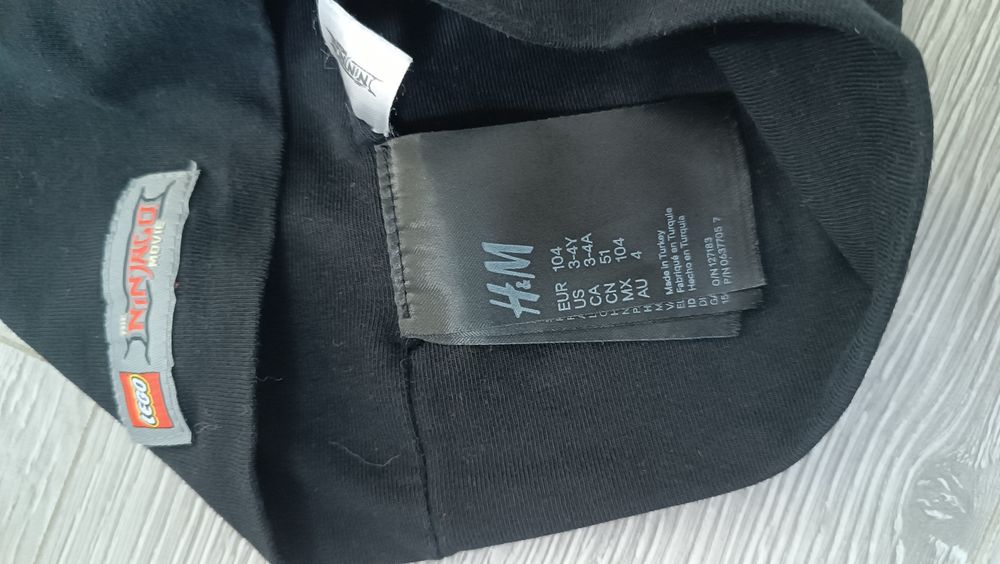 THE
NINJAGO
MOVIE
LEGO
H&M
EUR 104
US 3-4Y
CA 3-4A
CN 51
MX 104
AU 4
Made in Turkey
Fabriqué en Turquie
Hecho en Turquía
O/N 127183
P/N 0637705 7